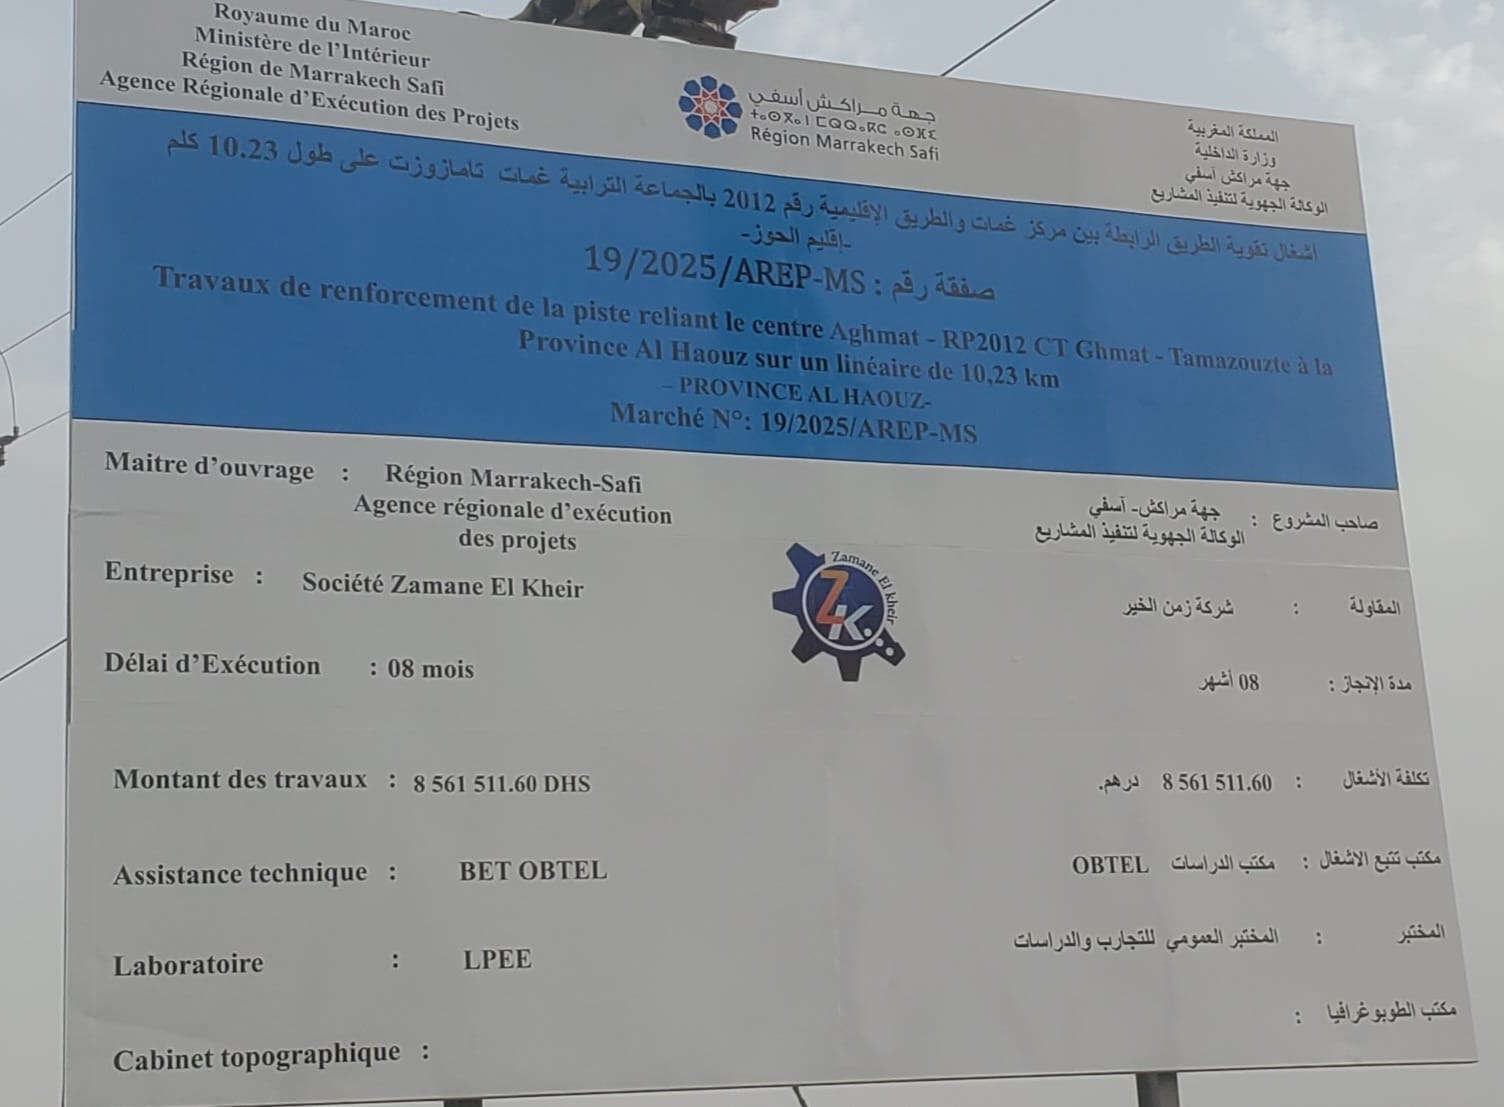 Royaume du Maroc
Ministère de l'Intérieur
Région de Marrakech Safi
Agence Régionale d'Exécution des Projets
جهة مراكش أسفي
ⵜⴰⵙⴳⴰ ⵏ ⵎⵕⵕⴰⴽⵛ ⴰⵙⴼⵉ
Région Marrakech Safi
المملكة المغربية
وزارة الداخلية
جهة مراكش آسفي
الوكالة الجهوية لتنفيذ المشاريع
اشغال تقوية الطريق الرابطة بين مركز غمات والطريق الإقليمية رقم 2012 بالجماعة الترابية غمات تامازوزت على طول 10.23 كلم
-إقليم الحوز-
صفقة رقم : 19/2025/AREP-MS
Travaux de renforcement de la piste reliant le centre Aghmat - RP2012 CT Ghmat - Tamazouzte à la
Province Al Haouz sur un linéaire de 10,23 km
- PROVINCE AL HAOUZ-
Marché N°: 19/2025/AREP-MS
Maitre d'ouvrage : Région Marrakech-Safi
Agence régionale d'exécution
des projets
صاحب المشروع : جهة مراكش- آسفي
الوكالة الجهوية لتنفيذ المشاريع
Entreprise : Société Zamane El Kheir
Zamane El kheir
ZK
المقاولة : شركة زمن الخير
Délai d'Exécution : 08 mois
مدة الإنجاز : 08 أشهر
Montant des travaux : 8 561 511.60 DHS
تكلفة الأشغال : 8 561 511.60 درهم.
Assistance technique : BET OBTEL
مكتب تتبع الاشغال : مكتب الدراسات OBTEL
Laboratoire : LPEE
المختبر : المختبر العمومي للتجارب والدراسات
Cabinet topographique :
مكتب الطوبوغرافيا :